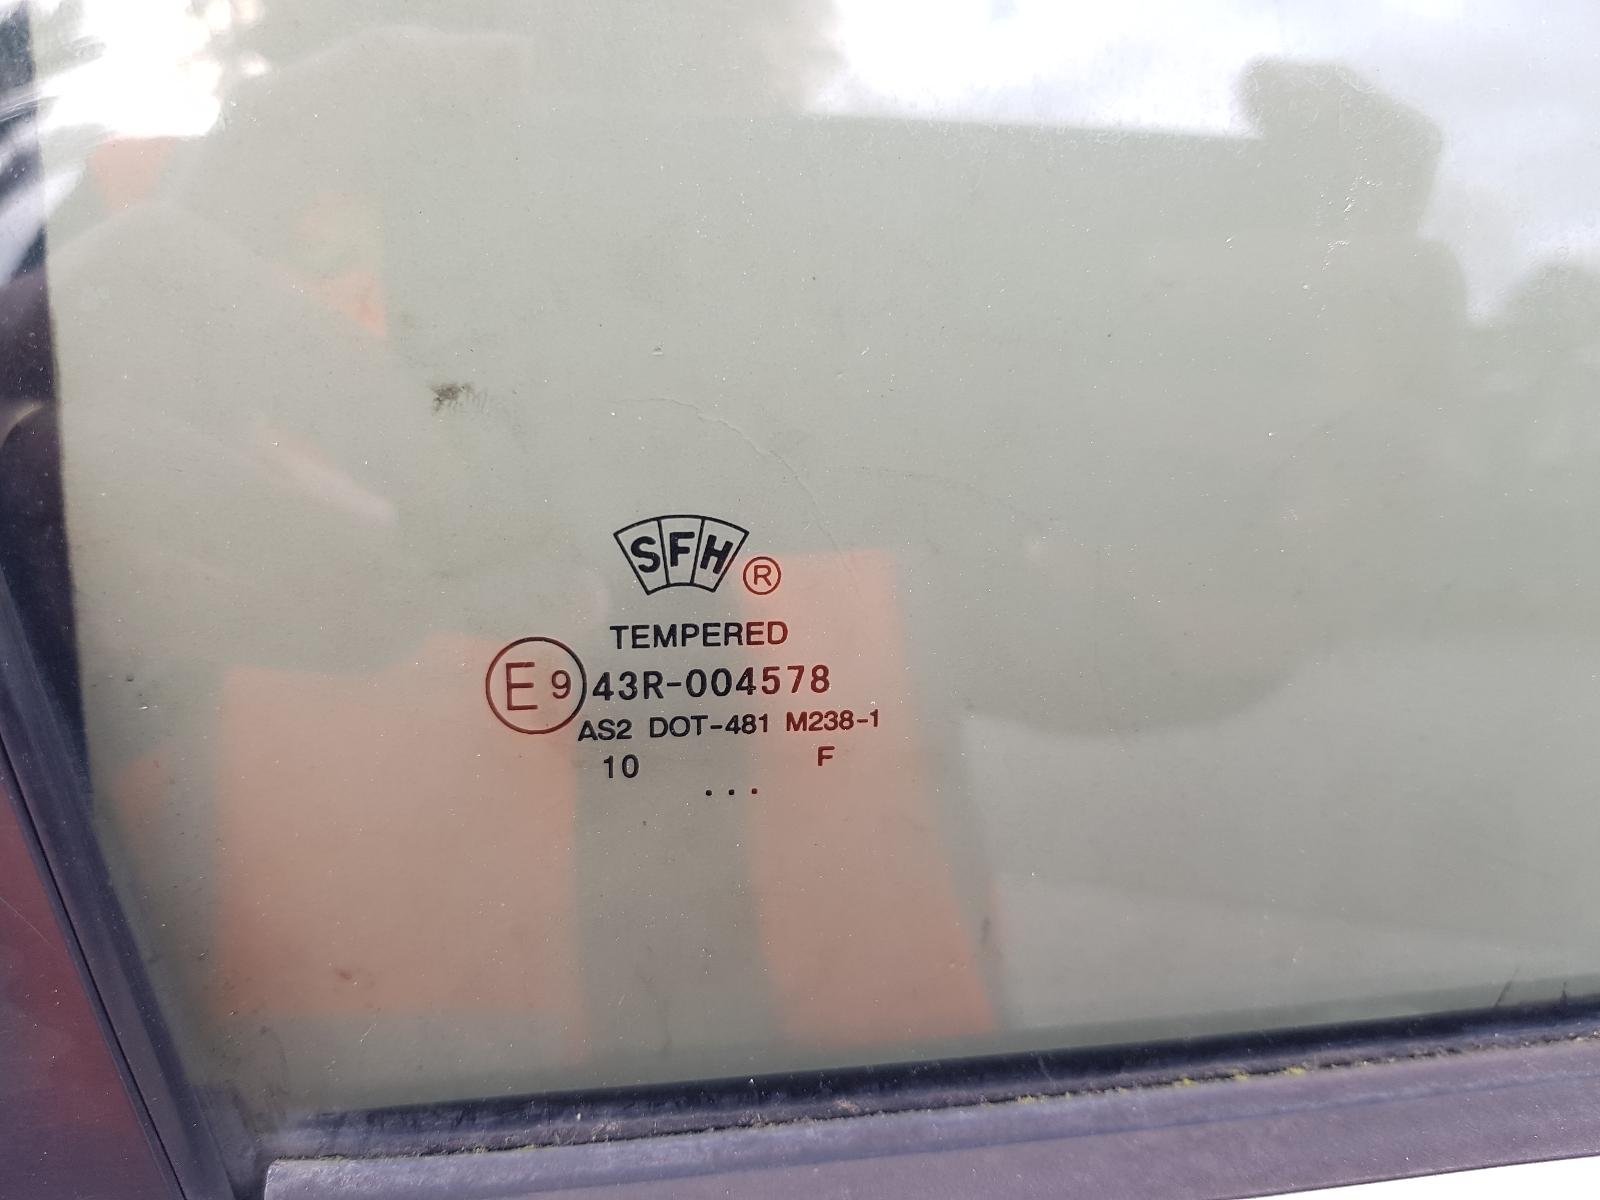 SFH ®
TEMPERED
E9 43R-004578
AS2 DOT-481 M238-1
10 F
...